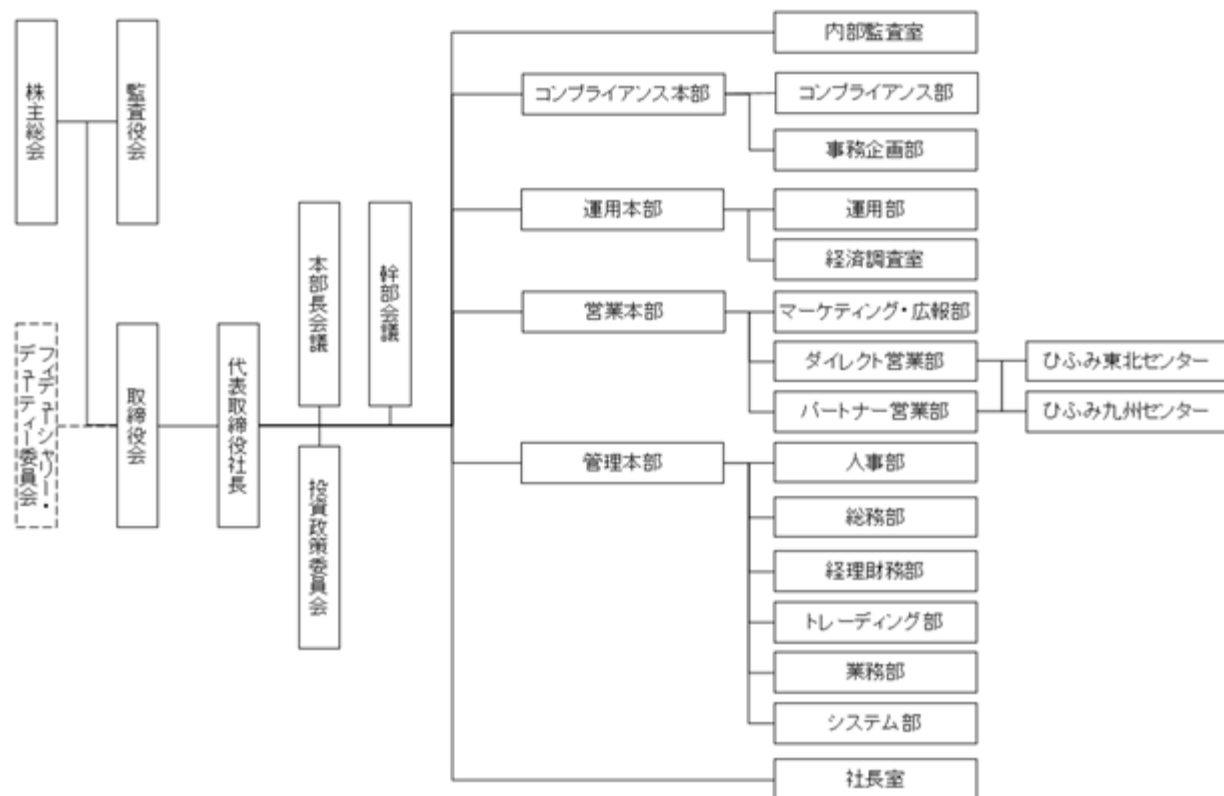 株主総会
監査役会
フィデューシャリー・
デューティー委員会
取締役会
代表取締役社長
本部長会議
投資政策委員会
幹部会議
内部監査室
コンプライアンス本部
コンプライアンス部
事務企画部
運用本部
運用部
経済調査室
営業本部
マーケティング・広報部
ダイレクト営業部
パートナー営業部
ひふみ東北センター
ひふみ九州センター
管理本部
人事部
総務部
経理財務部
トレーディング部
業務部
システム部
社長室